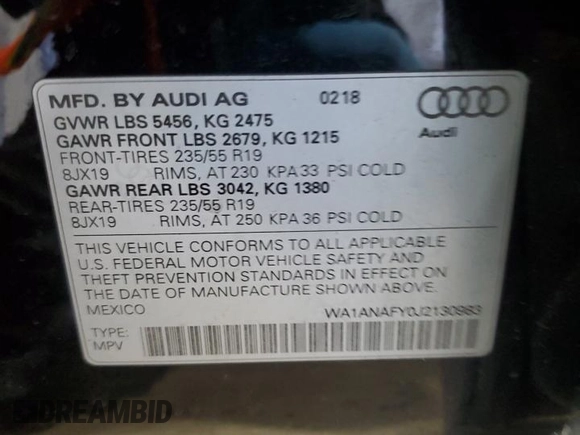 MFD. BY AUDI AG 0218
GVWR LBS 5456, KG 2475
GAWR FRONT LBS 2679, KG 1215
FRONT-TIRES 235/55 R19
8JX19 RIMS, AT 230 KPA 33 PSI COLD
GAWR REAR LBS 3042, KG 1380
REAR-TIRES 235/55 R19
8JX19 RIMS, AT 250 KPA 36 PSI COLD
Audi
THIS VEHICLE CONFORMS TO ALL APPLICABLE
U.S. FEDERAL MOTOR VEHICLE SAFETY AND
THEFT PREVENTION STANDARDS IN EFFECT ON
THE DATE OF MANUFACTURE SHOWN ABOVE.
MEXICO WA1ANAFY0J2130983
TYPE:
MPV
DREAMBID